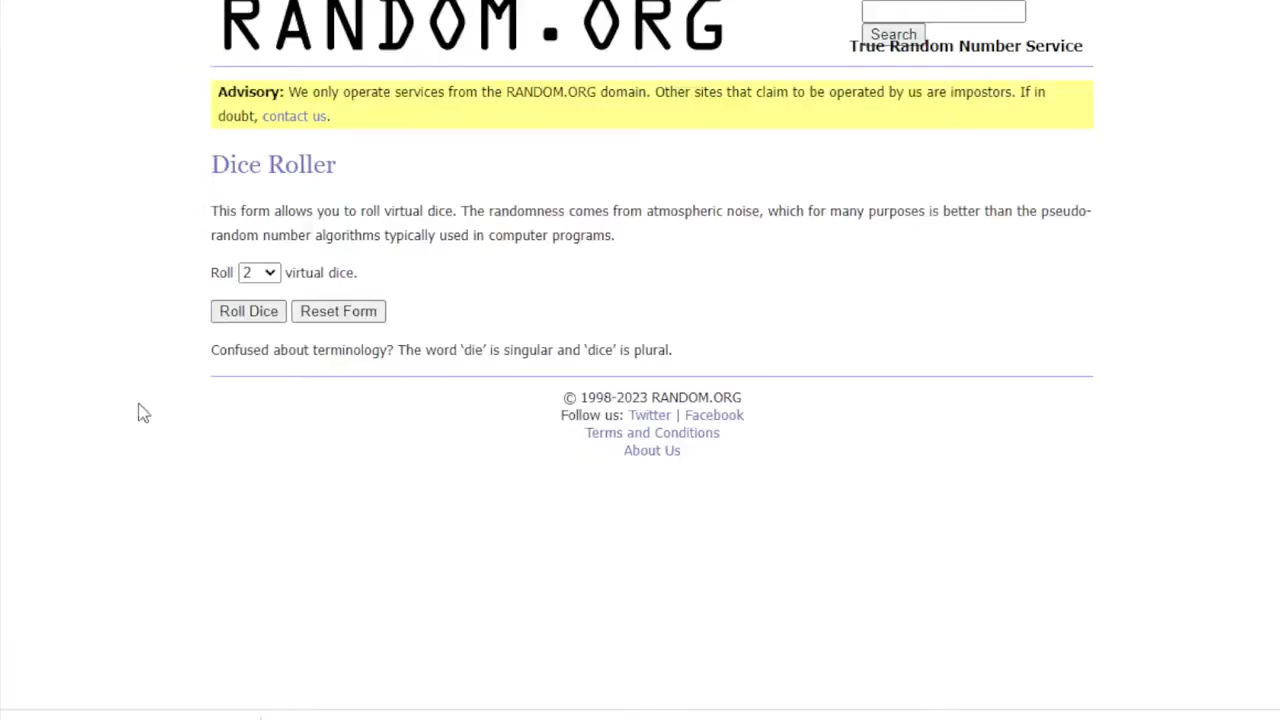 RANDOM.ORG
Search
True Random Number Service
Advisory: We only operate services from the RANDOM.ORG domain. Other sites that claim to be operated by us are impostors. If in
doubt, contact us.
Dice Roller
This form allows you to roll virtual dice. The randomness comes from atmospheric noise, which for many purposes is better than the pseudo-
random number algorithms typically used in computer programs.
Roll 2 virtual dice.
Roll Dice Reset Form
Confused about terminology? The word ‘die’ is singular and ‘dice’ is plural.
© 1998-2023 RANDOM.ORG
Follow us: Twitter | Facebook
Terms and Conditions
About Us